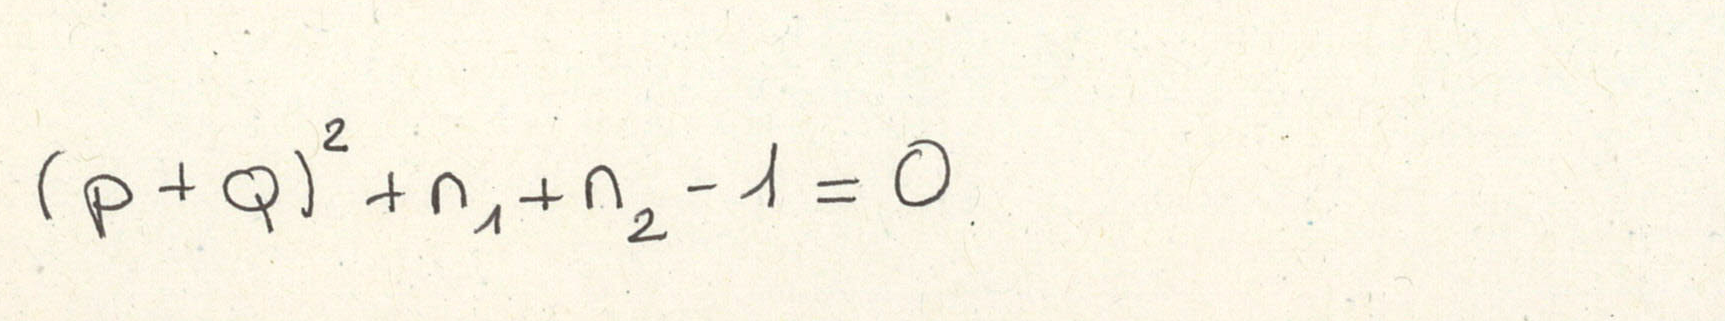 (p+Q)² + n₁ + n₂ - 1 = 0